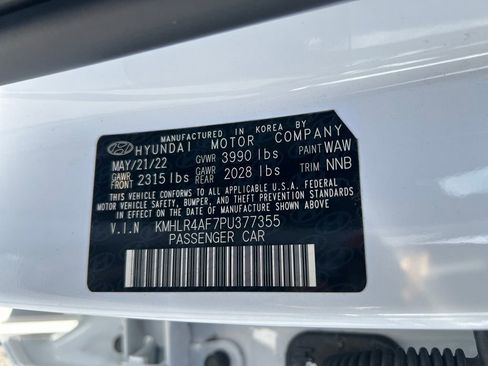 MANUFACTURED IN KOREA BY
HYUNDAI MOTOR COMPANY
MAY/21/22 GVWR 3990 lbs PAINT WAW
GAWR FRONT 2315 lbs GAWR REAR 2028 lbs TRIM NNB
THIS VEHICLE CONFORMS TO ALL APPLICABLE U.S.A. FEDERAL
MOTOR VEHICLE SAFETY, BUMPER, AND THEFT PREVENTION STANDARDS
IN EFFECT ON THE DATE OF MANUFACTURE SHOWN ABOVE.
V.I.N KMHLR4AF7PU377355
PASSENGER CAR